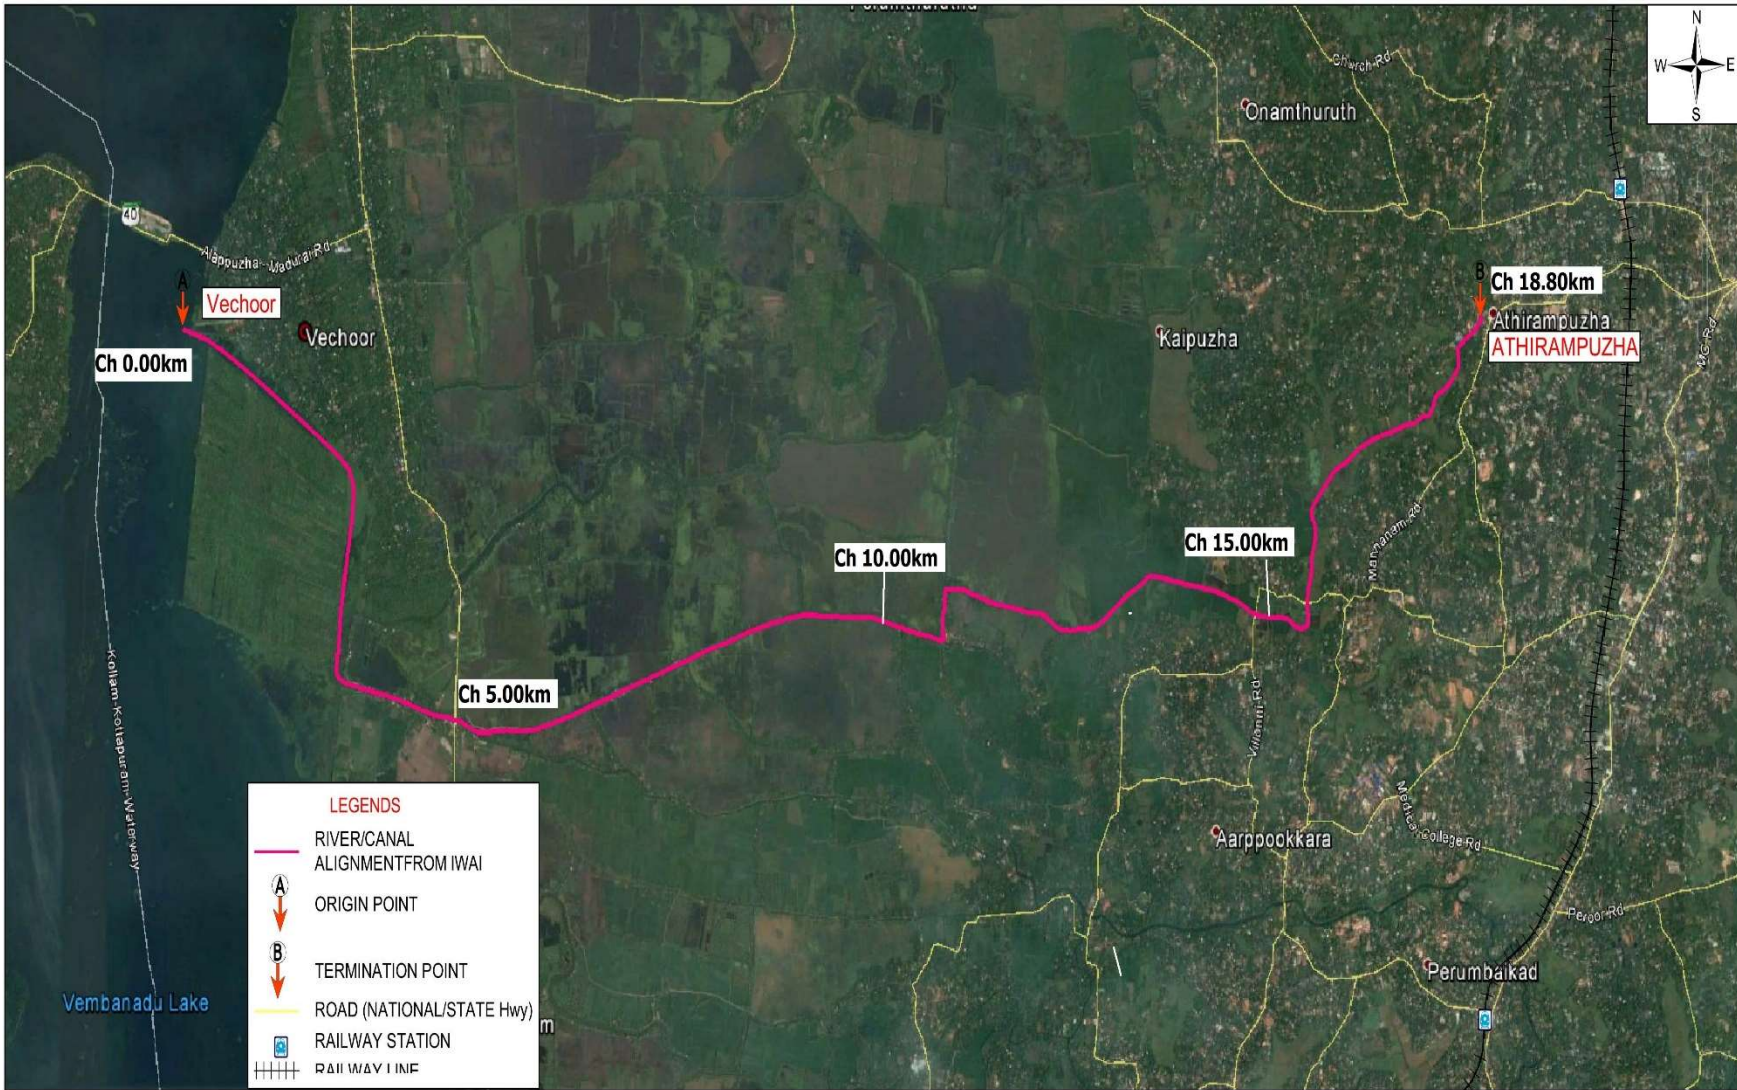 N
W E
S
Church Rd
Onamthuruth
40
Alappuzha - Madurai Rd
A
Vechoor
Vechoor
Ch 0.00km
B
Ch 18.80km
Athirampuzha
ATHIRAMPUZHA
Kaipuzha
MC Rd
Mannanam Rd
Ch 15.00km
Ch 10.00km
Ch 5.00km
Kollam-Kottapuram-Waterway
Villunni Rd
Medical College Rd
Aarppookkara
Peroor Rd
Perumbaikad
Vembanadu Lake
m
LEGENDS
RIVER/CANAL
ALIGNMENTFROM IWAI
A
ORIGIN POINT
B
TERMINATION POINT
ROAD (NATIONAL/STATE Hwy)
RAILWAY STATION
RAILWAY LINE